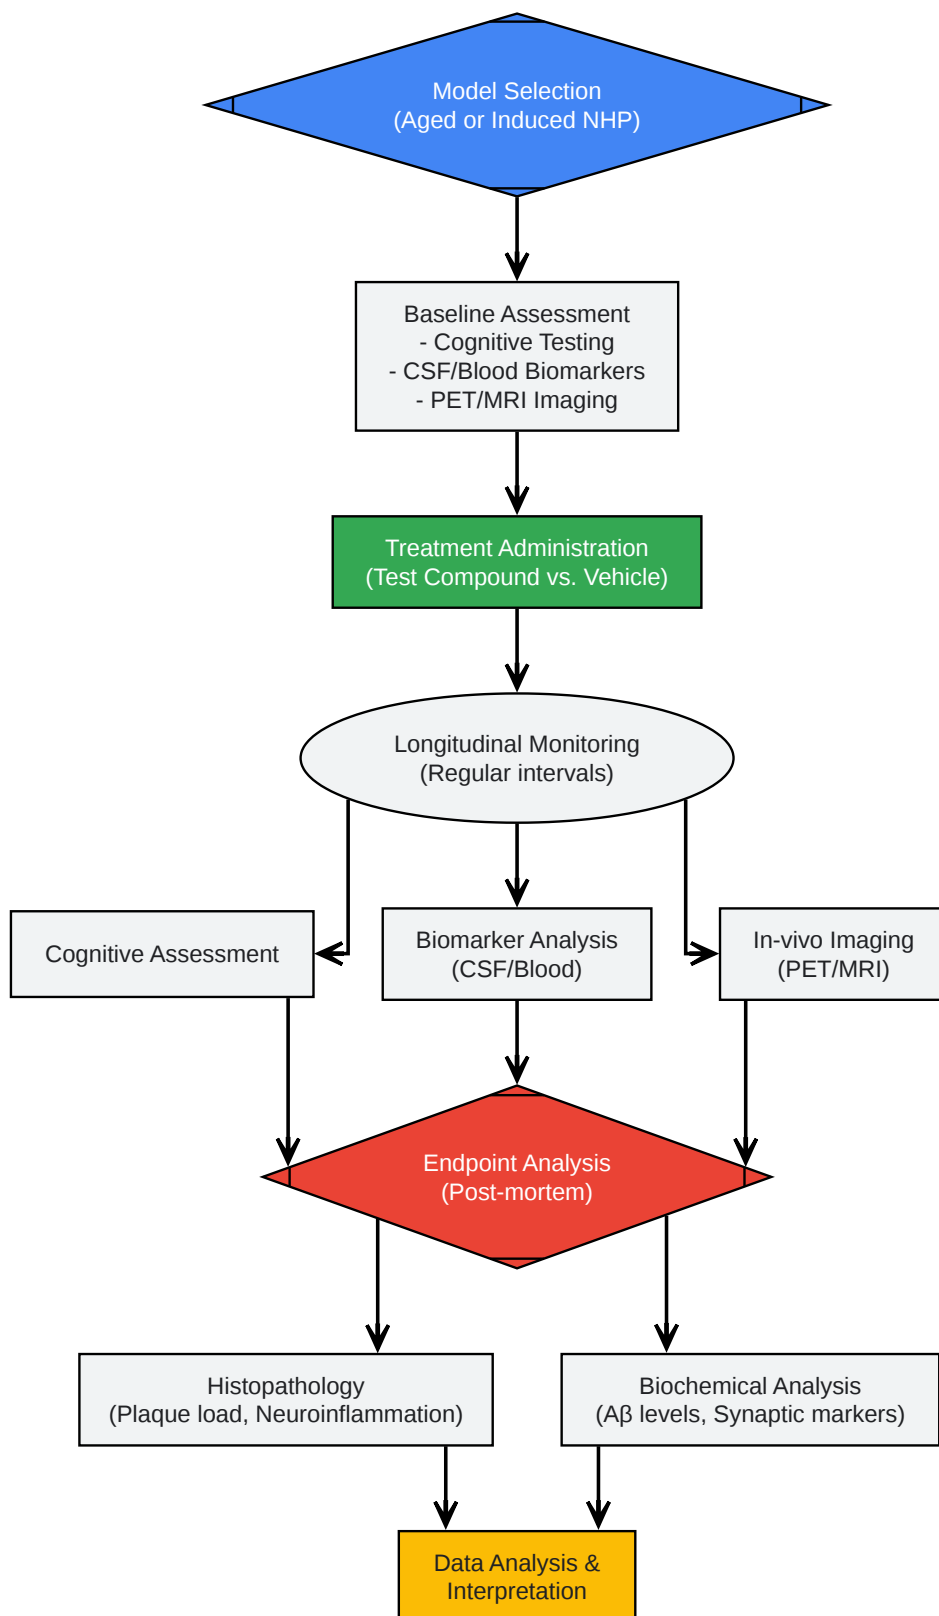 Model Selection
(Aged or Induced NHP)
Baseline Assessment
- Cognitive Testing
- CSF/Blood Biomarkers
- PET/MRI Imaging
Treatment Administration
(Test Compound vs. Vehicle)
Longitudinal Monitoring
(Regular intervals)
Cognitive Assessment
Biomarker Analysis
(CSF/Blood)
In-vivo Imaging
(PET/MRI)
Endpoint Analysis
(Post-mortem)
Histopathology
(Plaque load, Neuroinflammation)
Biochemical Analysis
(Aβ levels, Synaptic markers)
Data Analysis &
Interpretation